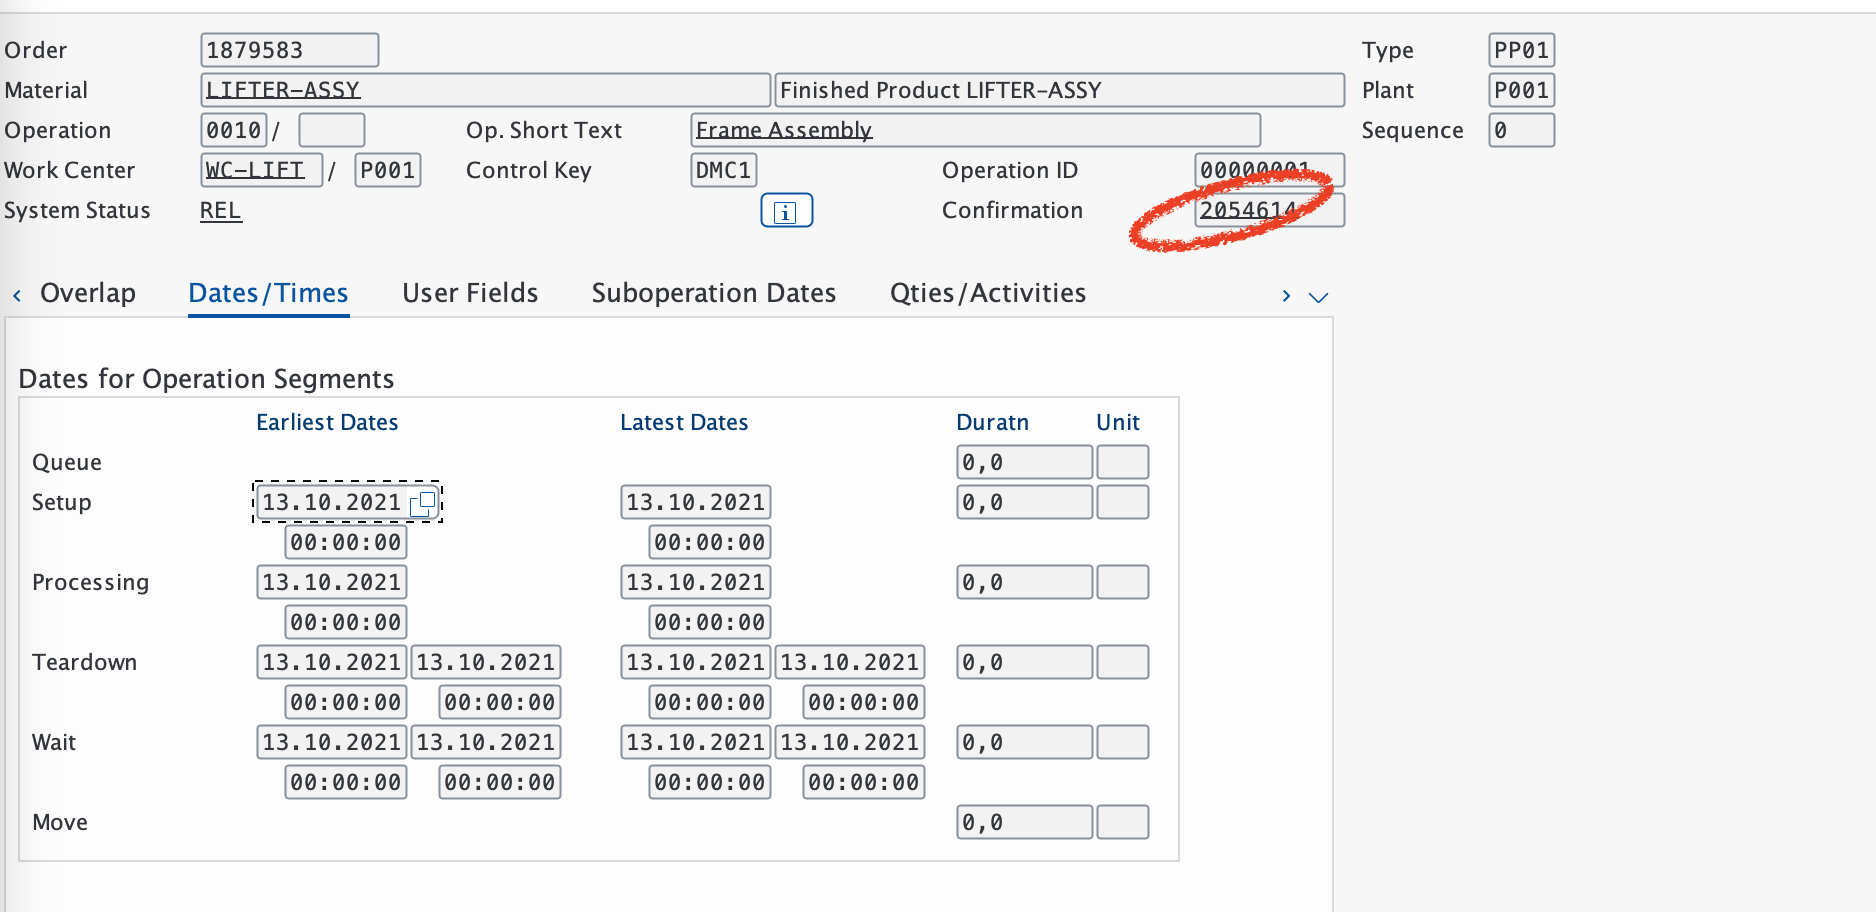 Order 1879583 Type PP01
Material LIFTER-ASSY Finished Product LIFTER-ASSY Plant P001
Operation 0010 / Op. Short Text Frame Assembly Sequence 0
Work Center WC-LIFT / P001 Control Key DMC1 Operation ID 00000001
System Status REL Confirmation 2054614
Overlap Dates/Times User Fields Suboperation Dates Qties/Activities
Dates for Operation Segments
Earliest Dates Latest Dates Duratn Unit
Queue 0,0
Setup 13.10.2021 13.10.2021 0,0
00:00:00 00:00:00
Processing 13.10.2021 13.10.2021 0,0
00:00:00 00:00:00
Teardown 13.10.2021 13.10.2021 13.10.2021 13.10.2021 0,0
00:00:00 00:00:00 00:00:00 00:00:00
Wait 13.10.2021 13.10.2021 13.10.2021 13.10.2021 0,0
00:00:00 00:00:00 00:00:00 00:00:00
Move 0,0